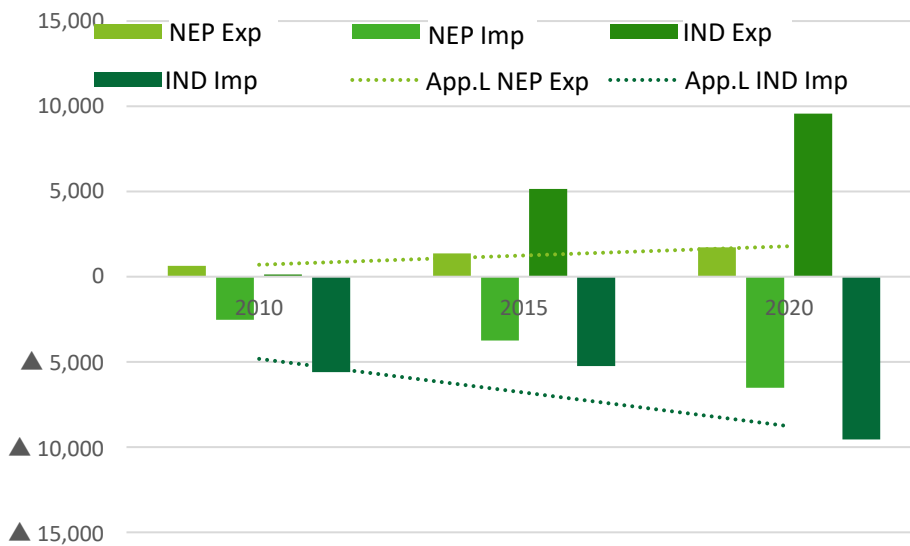 15,000
NEP Exp NEP Imp IND Exp
IND Imp App.L NEP Exp App.L IND Imp
10,000
5,000
0
2010 2015 2020
▲ 5,000
▲ 10,000
▲ 15,000